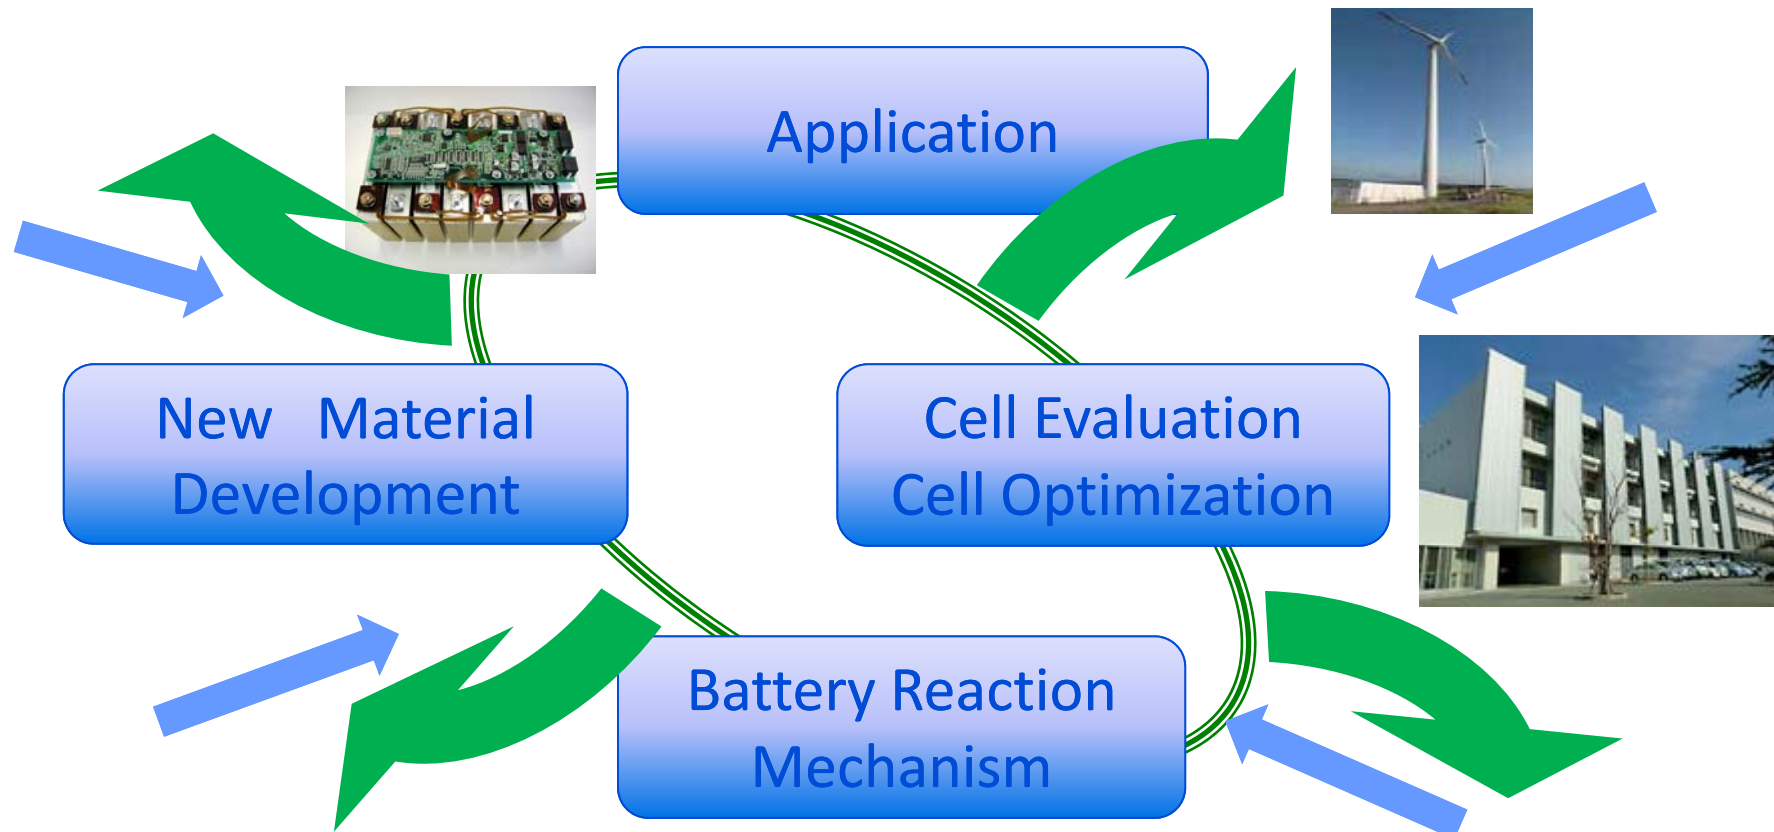 Application
New Material
Development
Cell Evaluation
Cell Optimization
Battery Reaction
Mechanism